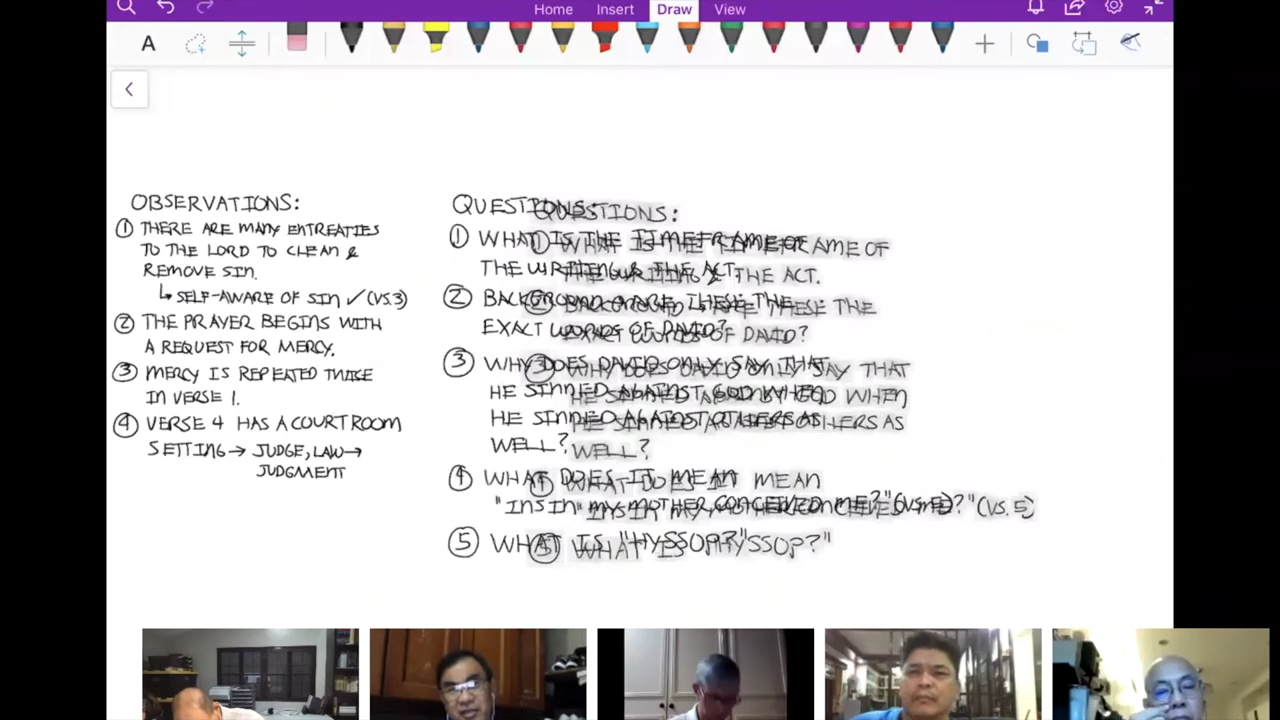 Home Insert Draw View
A
OBSERVATIONS:
① THERE ARE MANY ENTREATIES
TO THE LORD TO CLEAN &
REMOVE SIN.
↳ SELF-AWARE OF SIN ✓ (VS.3)
② THE PRAYER BEGINS WITH
A REQUEST FOR MERCY.
③ MERCY IS REPEATED TWICE
IN VERSE 1.
④ VERSE 4 HAS A COURTROOM
SETTING → JUDGE, LAW →
JUDGMENT
QUESTIONS:
① WHAT IS THE TIMEFRAME OF
THE WRITING & THE ACT.
② BACKGROUND & ARE THESE THE
EXACT WORDS OF DAVID?
③ WHY DOES DAVID ONLY SAY THAT
HE SINNED AGAINST GOD WHEN
HE SINNED AGAINST OTHERS AS
WELL?
④ WHAT DOES IT MEAN
"IN SIN MY MOTHER CONCEIVED ME?" (VS. 5)
⑤ WHAT IS "HYSSOP?"